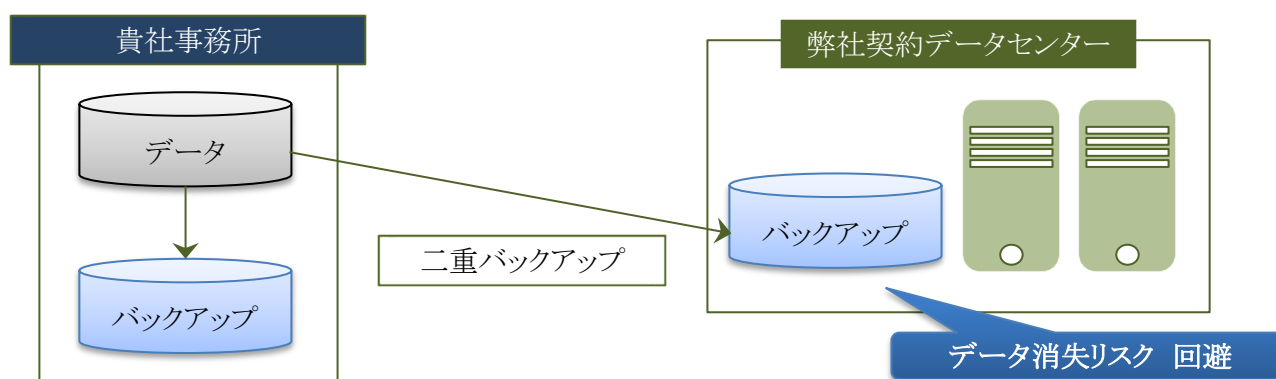 貴社事務所
弊社契約データセンター
データ
バックアップ
二重バックアップ
バックアップ
データ消失リスク　回避